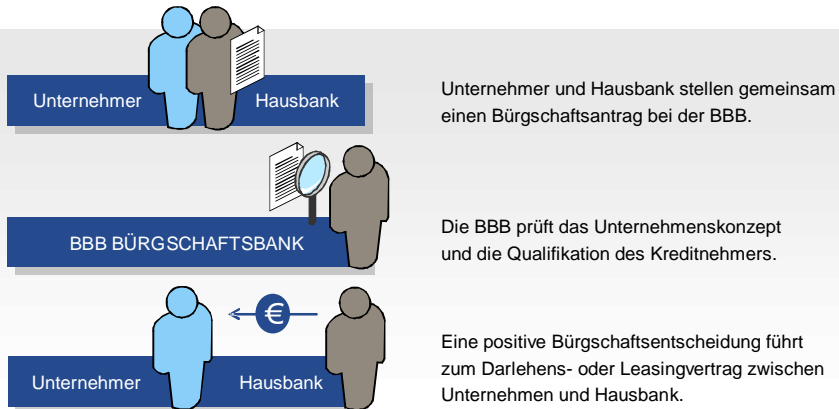 Unternehmer Hausbank
Unternehmer und Hausbank stellen gemeinsam
einen Bürgschaftsantrag bei der BBB.
BBB BÜRGSCHAFTSBANK
Die BBB prüft das Unternehmenskonzept
und die Qualifikation des Kreditnehmers.
€
Unternehmer Hausbank
Eine positive Bürgschaftsentscheidung führt
zum Darlehens- oder Leasingvertrag zwischen
Unternehmen und Hausbank.